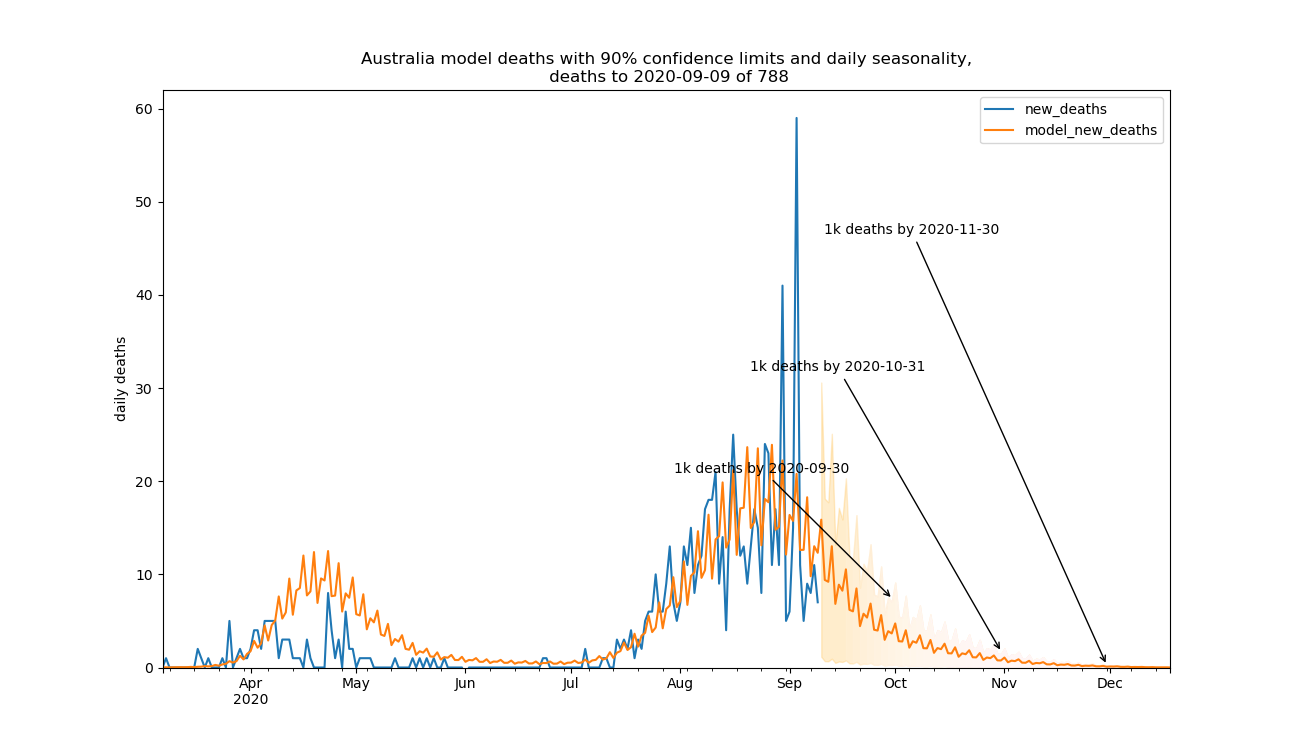 Australia model deaths with 90% confidence limits and daily seasonality,
deaths to 2020-09-09 of 788
new_deaths
model_new_deaths
60
50
40
30
20
10
0
daily deaths
1k deaths by 2020-11-30
1k deaths by 2020-10-31
1k deaths by 2020-09-30
Apr May Jun Jul Aug Sep Oct Nov Dec
2020